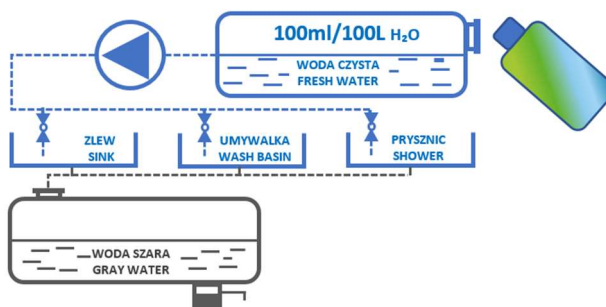 100ml/100L H₂O
WODA CZYSTA
FRESH WATER
ZLEW
SINK
UMYWALKA
WASH BASIN
PRYSZNIC
SHOWER
WODA SZARA
GRAY WATER